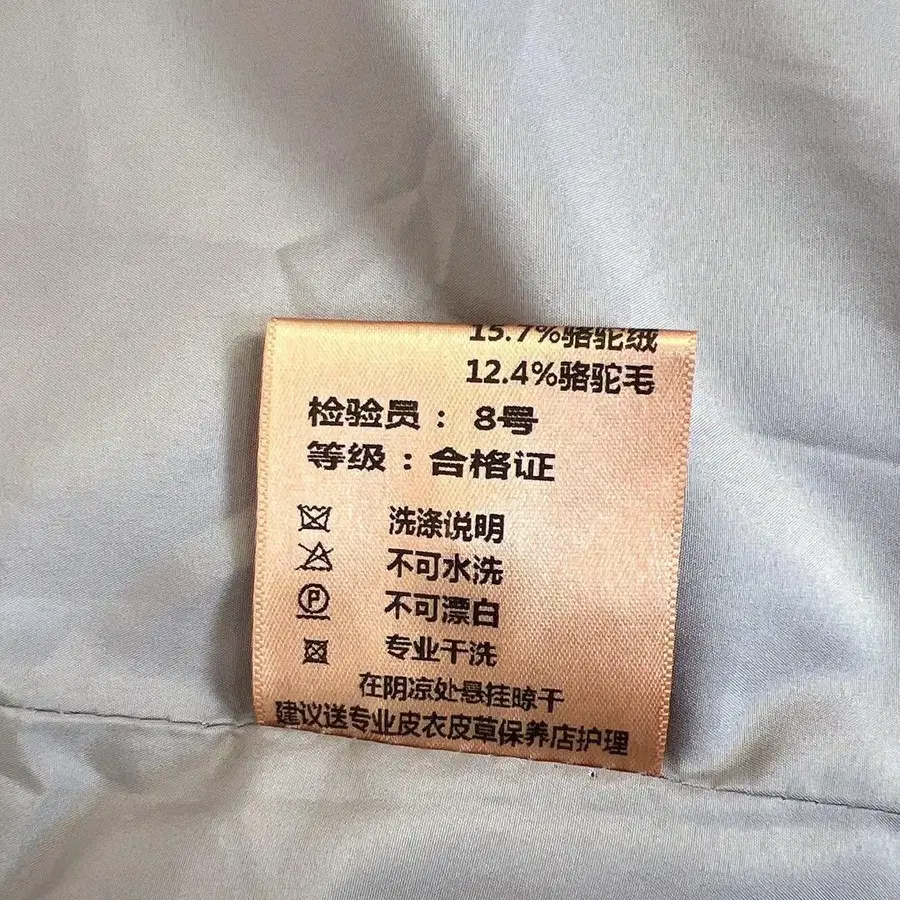 15.7%骆驼绒
12.4%骆驼毛
检验员：8号
等级：合格证
洗涤说明
不可水洗
P
不可漂白
专业干洗
在阴凉处悬挂晾干
建议送专业皮衣皮草保养店护理